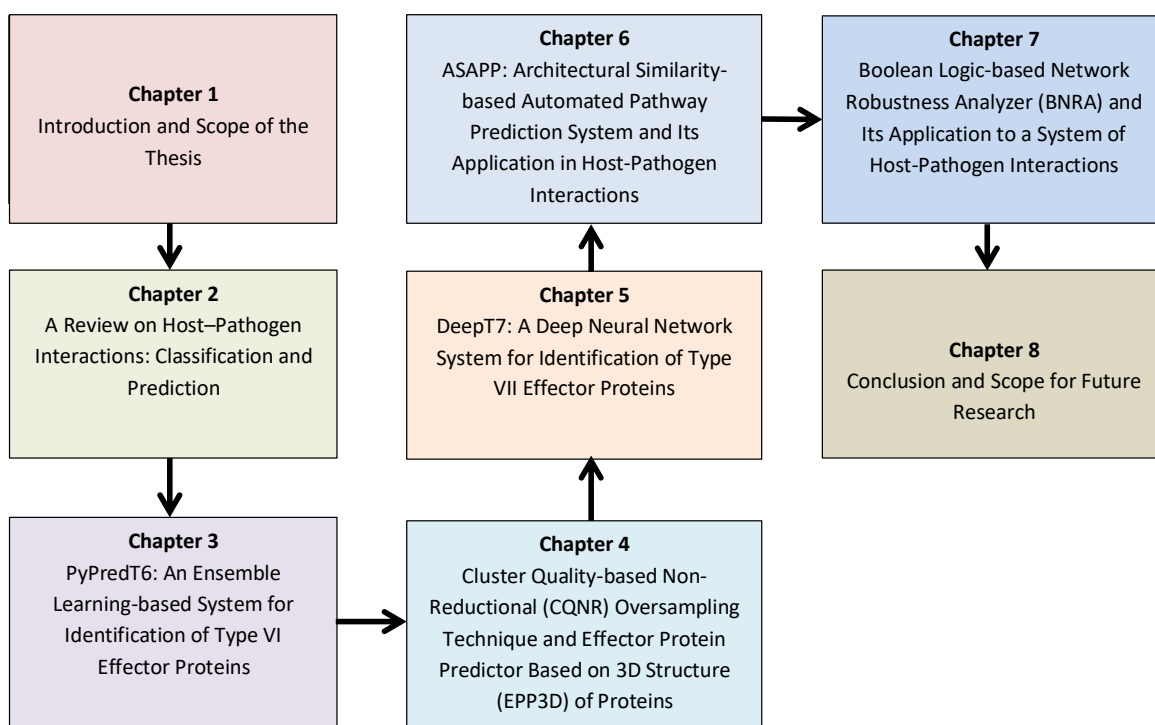 Chapter 1
Introduction and Scope of the
Thesis
Chapter 2
A Review on Host–Pathogen
Interactions: Classification and
Prediction
Chapter 3
PyPredT6: An Ensemble
Learning-based System for
Identification of Type VI
Effector Proteins
Chapter 4
Cluster Quality-based Non-
Reductional (CQNR) Oversampling
Technique and Effector Protein
Predictor Based on 3D Structure
(EPP3D) of Proteins
Chapter 5
DeepT7: A Deep Neural Network
System for Identification of Type
VII Effector Proteins
Chapter 6
ASAPP: Architectural Similarity-
based Automated Pathway
Prediction System and Its
Application in Host-Pathogen
Interactions
Chapter 7
Boolean Logic-based Network
Robustness Analyzer (BNRA) and
Its Application to a System of
Host-Pathogen Interactions
Chapter 8
Conclusion and Scope for Future
Research